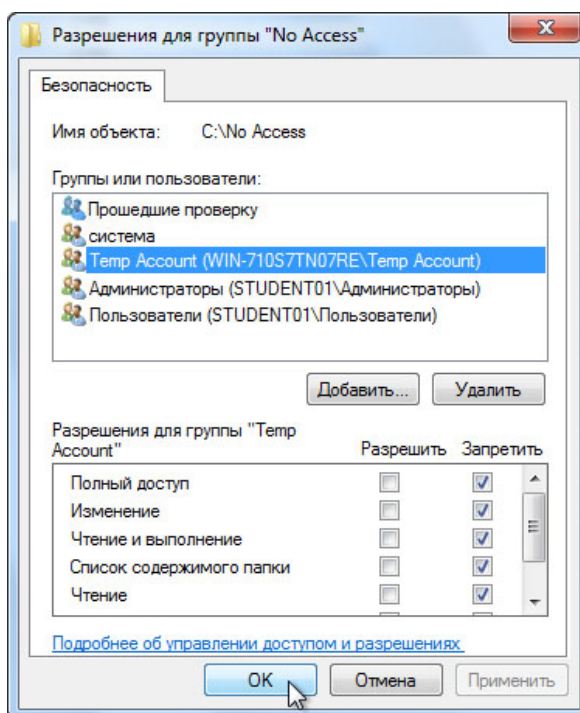 Разрешения для группы "No Access"
Безопасность
Имя объекта: C:\No Access
Группы или пользователи:
Прошедшие проверку
система
Temp Account (WIN-710S7TN07RE\Temp Account)
Администраторы (STUDENT01\Администраторы)
Пользователи (STUDENT01\Пользователи)
Добавить... Удалить
Разрешения для группы "Temp
Account" Разрешить Запретить
Полный доступ
Изменение
Чтение и выполнение
Список содержимого папки
Чтение
Подробнее об управлении доступом и разрешениях
OK Отмена Применить